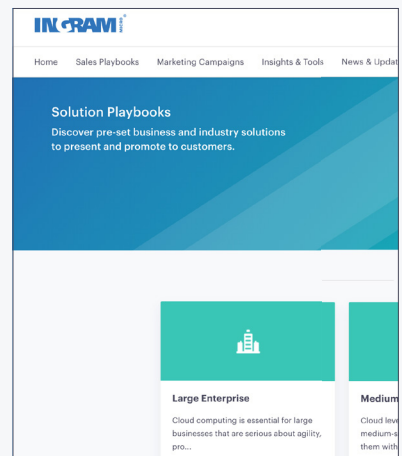 INGRAM MICRO
Home Sales Playbooks Marketing Campaigns Insights & Tools News & Updat
Solution Playbooks
Discover pre-set business and industry solutions
to present and promote to customers.
Large Enterprise
Cloud computing is essential for large
businesses that are serious about agility,
pro...
Medium
Cloud leve
medium-s
them with